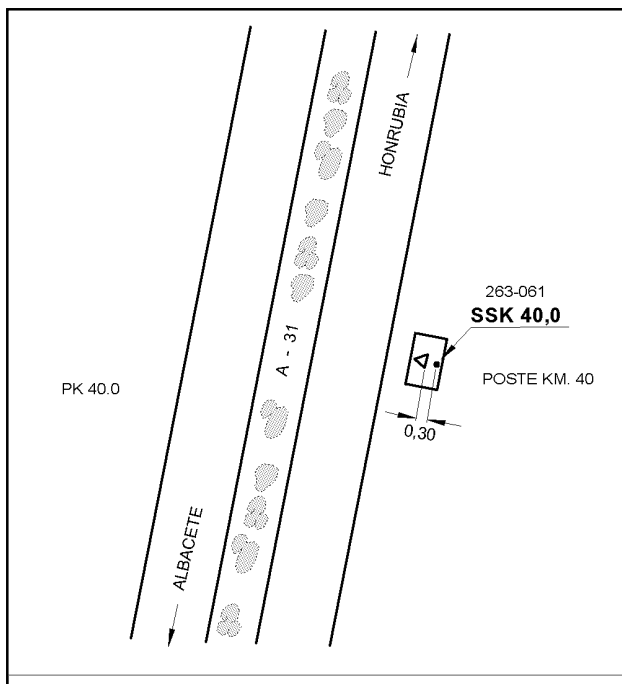 HONRUBIA
263-061
SSK 40,0
A - 31
PK 40.0
POSTE KM. 40
0,30
ALBACETE